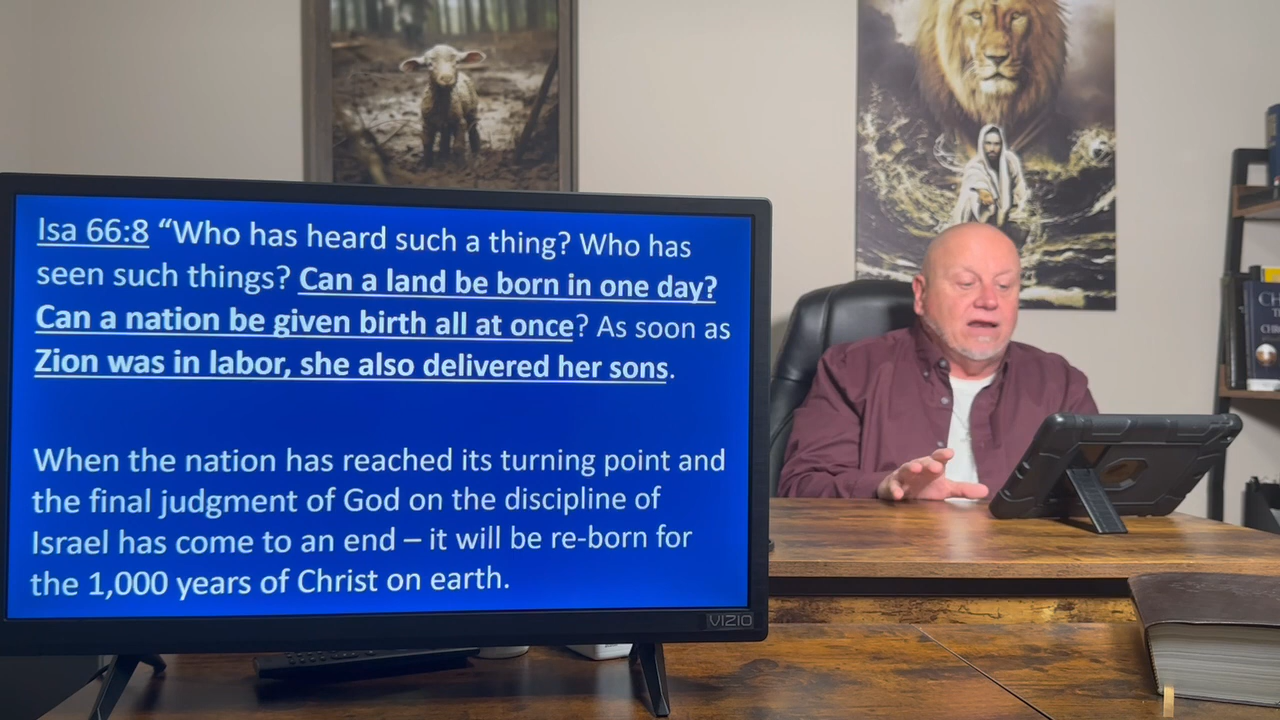 Isa 66:8 “Who has heard such a thing? Who has
seen such things? Can a land be born in one day?
Can a nation be given birth all at once? As soon as
Zion was in labor, she also delivered her sons.
When the nation has reached its turning point and
the final judgment of God on the discipline of
Israel has come to an end – it will be re-born for
the 1,000 years of Christ on earth.
VIZIO